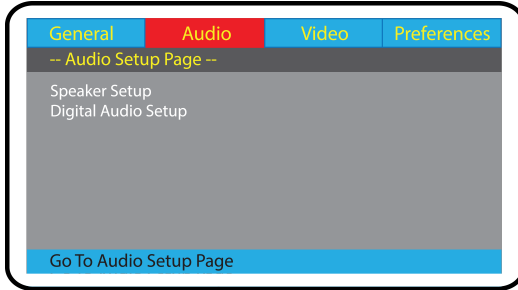 General Audio Video Preferences
-- Audio Setup Page --
Speaker Setup
Digital Audio Setup
Go To Audio Setup Page